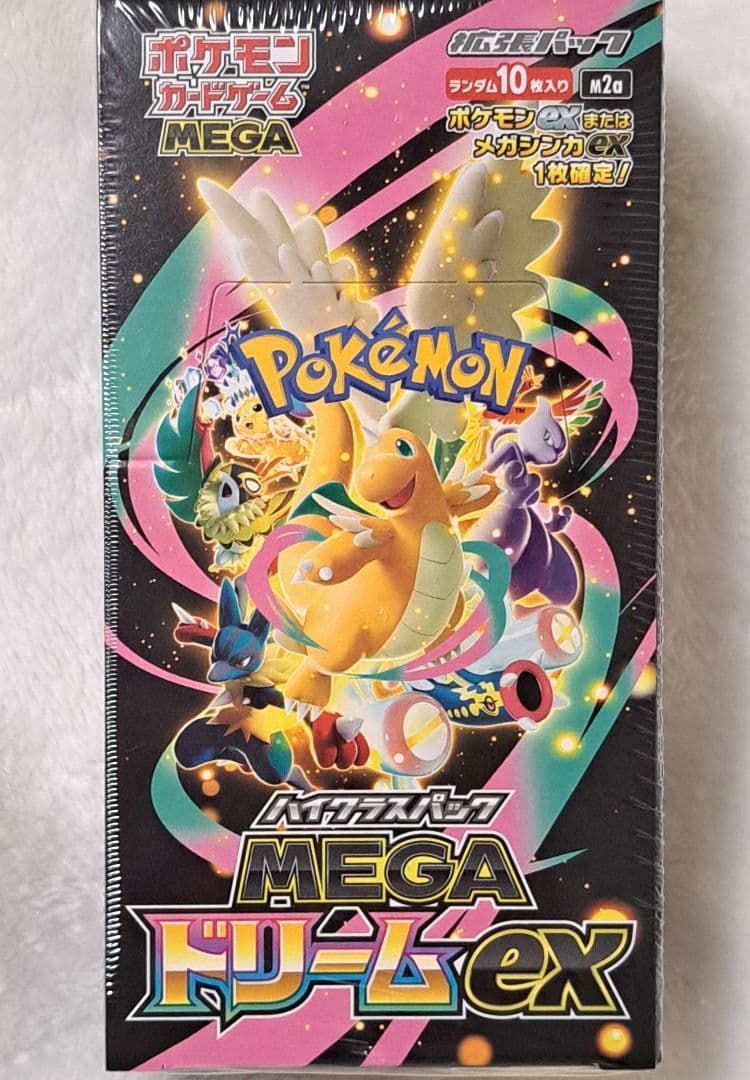 ポケモン
カードゲーム™
MEGA
拡張パック
ランダム10枚入り M2a
ポケモンexまたは
メガシンカex
1枚確定!
POKéMON™
ハイクラスパック
MEGA
ドリームex